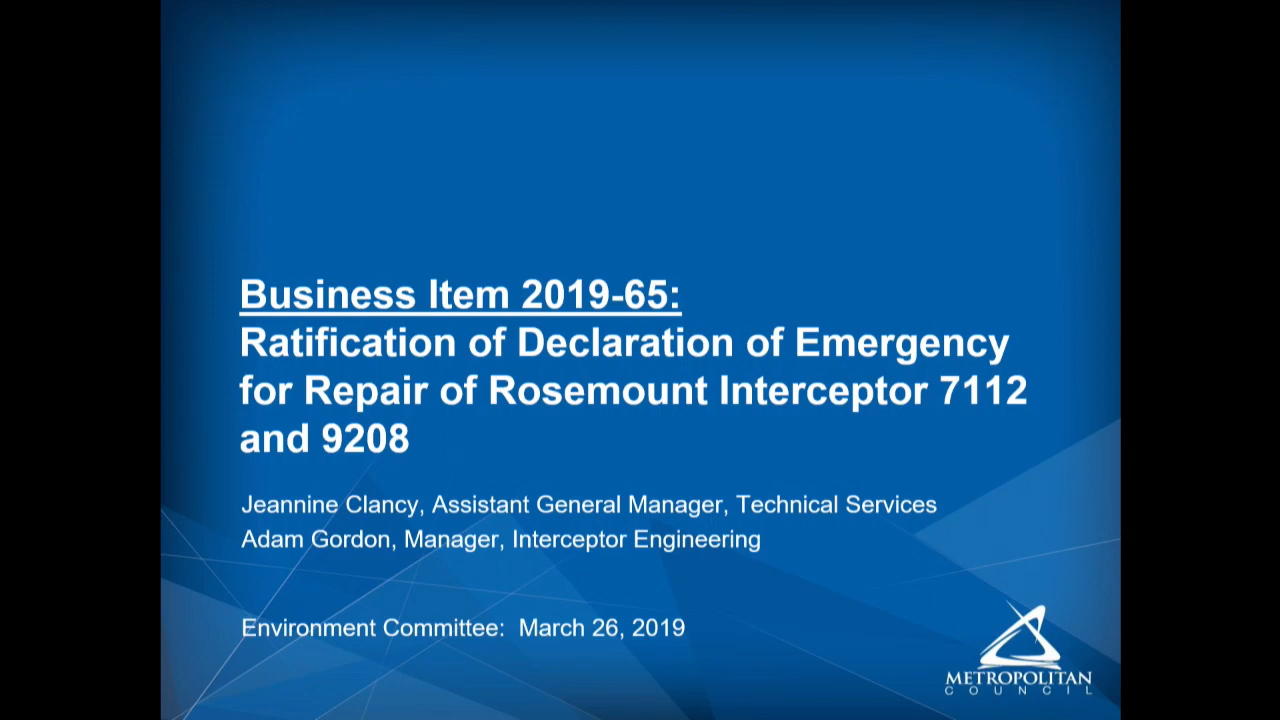 Business Item 2019-65:
Ratification of Declaration of Emergency
for Repair of Rosemount Interceptor 7112
and 9208
Jeannine Clancy, Assistant General Manager, Technical Services
Adam Gordon, Manager, Interceptor Engineering
Environment Committee:  March 26, 2019
METROPOLITAN
COUNCIL